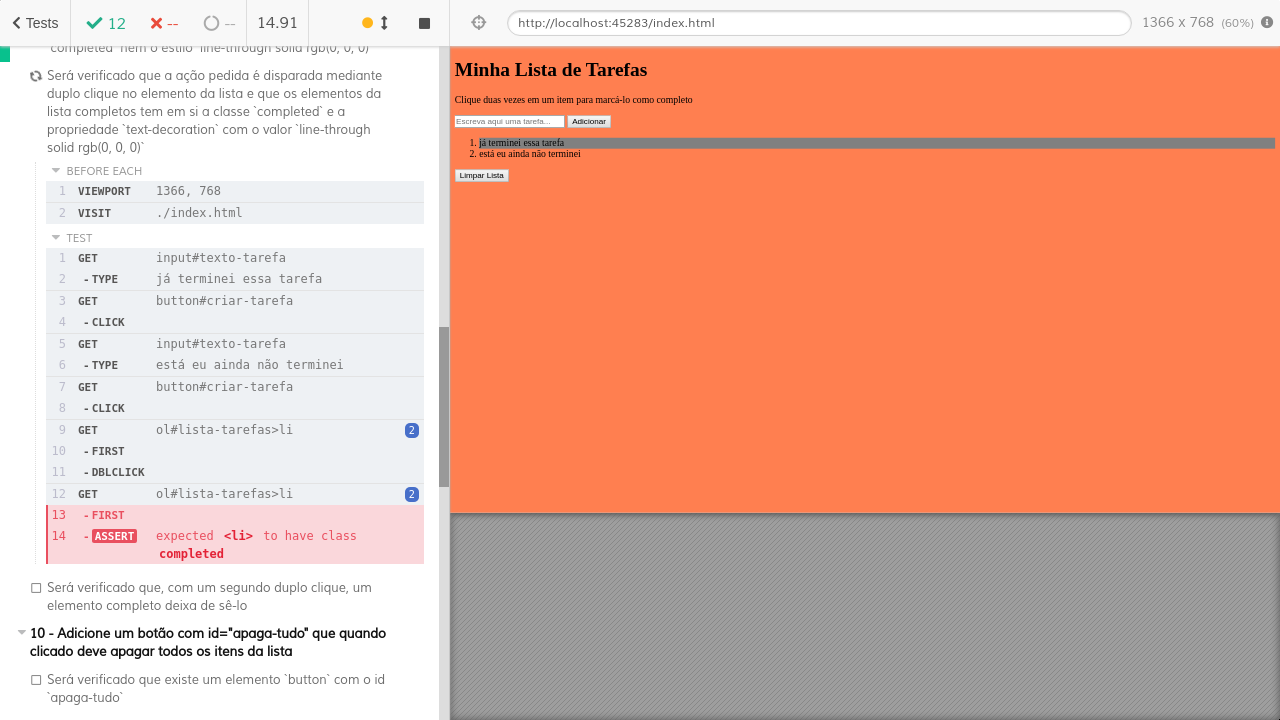 Tests
12
--
--
14.91
http://localhost:45283/index.html
1366 x 768 (60%)
`completed` nem o estilo `line-through solid rgb(0, 0, 0)`
Será verificado que a ação pedida é disparada mediante
duplo clique no elemento da lista e que os elementos da
lista completos tem em si a classe `completed` e a
propriedade `text-decoration` com o valor `line-through
solid rgb(0, 0, 0)`
BEFORE EACH
1 VIEWPORT 1366, 768
2 VISIT ./index.html
TEST
1 GET input#texto-tarefa
2 - TYPE já terminei essa tarefa
3 GET button#criar-tarefa
4 - CLICK
5 GET input#texto-tarefa
6 - TYPE está eu ainda não terminei
7 GET button#criar-tarefa
8 - CLICK
9 GET ol#lista-tarefas>li 2
10 - FIRST
11 - DBLCLICK
12 GET ol#lista-tarefas>li 2
13 - FIRST
14 - ASSERT expected <li> to have class
completed
Será verificado que, com um segundo duplo clique, um
elemento completo deixa de sê-lo
10 - Adicione um botão com id="apaga-tudo" que quando
clicado deve apagar todos os itens da lista
Será verificado que existe um elemento `button` com o id
`apaga-tudo`
Minha Lista de Tarefas
Clique duas vezes em um item para marcá-lo como completo
Escreva aqui uma tarefa... Adicionar
1. já terminei essa tarefa
2. está eu ainda não terminei
Limpar Lista